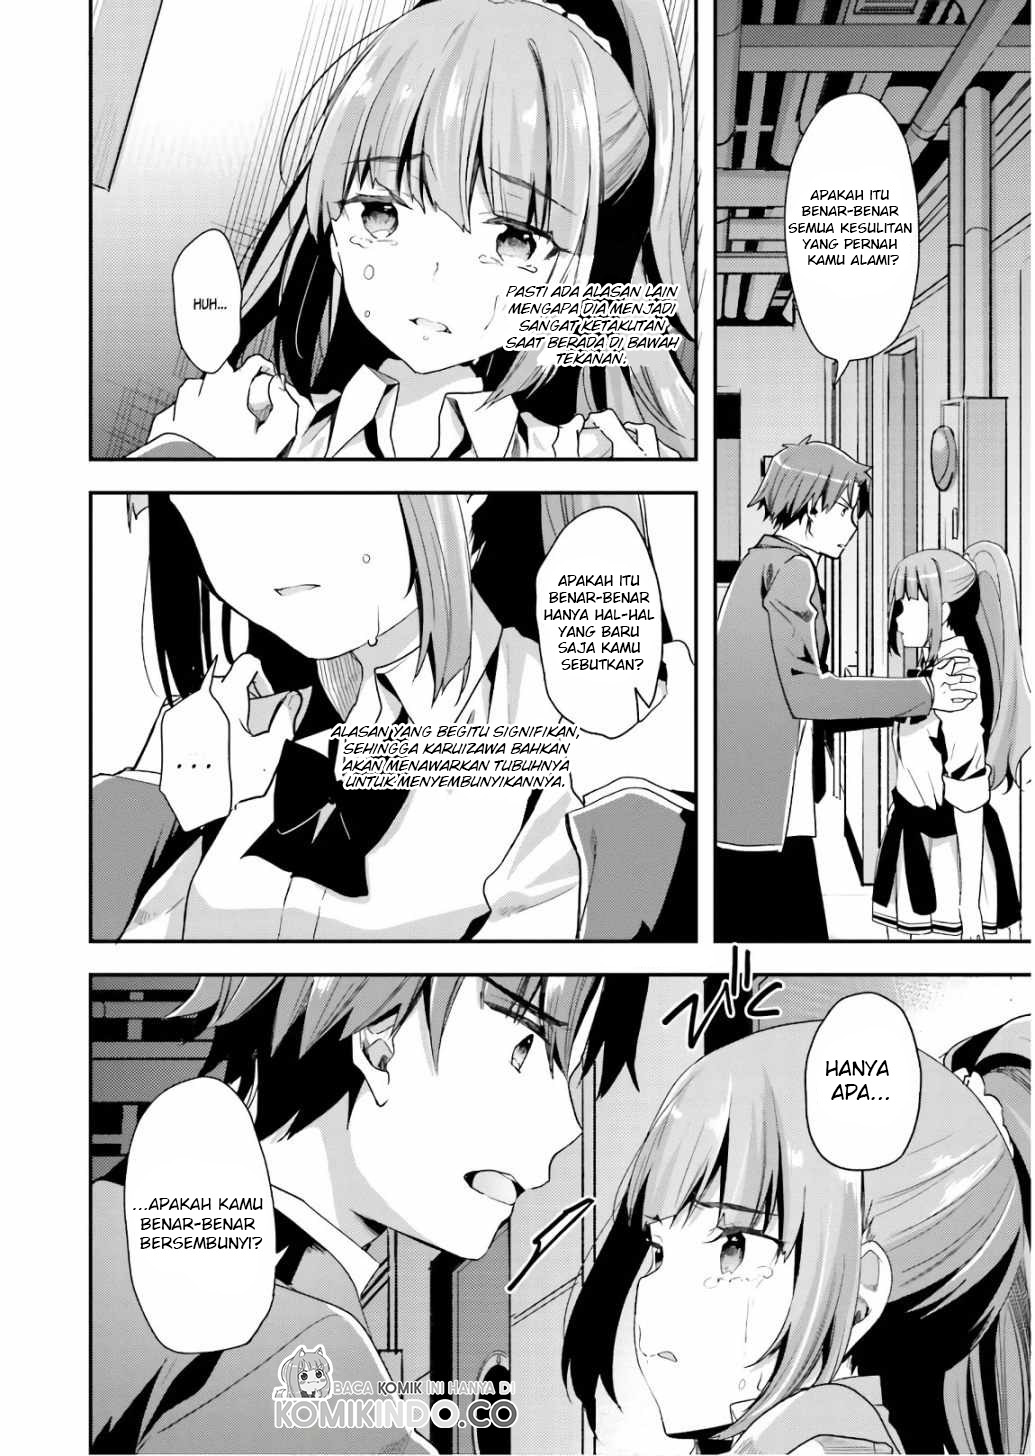 APAKAH ITU
BENAR-BENAR
SEMUA KESULITAN
YANG PERNAH
KAMU ALAMI?
HUH...
PASTI ADA ALASAN LAIN
MENGAPA DIA MENJADI
SANGAT KETAKUTAN
SAAT BERADA DI BAWAH
TEKANAN.
APAKAH ITU
BENAR-BENAR
HANYA HAL-HAL
YANG BARU
SAJA KAMU
SEBUTKAN?
ALASAN YANG BEGITU SIGNIFIKAN,
SEHINGGA KARUIZAWA BAHKAN
AKAN MENAWARKAN TUBUHNYA
UNTUK MENYEMBUNYIKANNYA.
...
HANYA
APA...
...APAKAH KAMU
BENAR-BENAR
BERSEMBUNYI?
BACA KOMIK INI HANYA DI
KOMIKINDO.CO